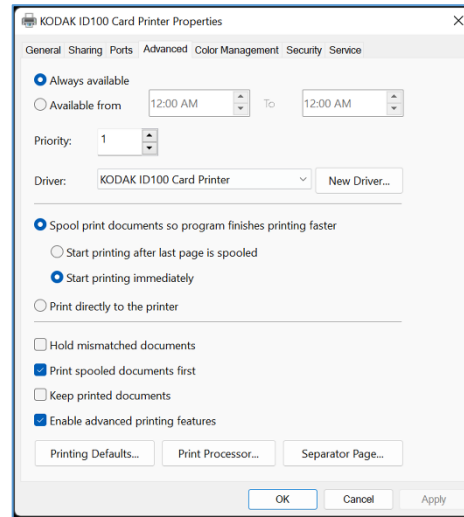 KODAK ID100 Card Printer Properties
General Sharing Ports Advanced Color Management Security Service
Always available
Available from 12:00 AM To 12:00 AM
Priority: 1
Driver: KODAK ID100 Card Printer New Driver...
Spool print documents so program finishes printing faster
Start printing after last page is spooled
Start printing immediately
Print directly to the printer
Hold mismatched documents
Print spooled documents first
Keep printed documents
Enable advanced printing features
Printing Defaults... Print Processor... Separator Page...
OK Cancel Apply